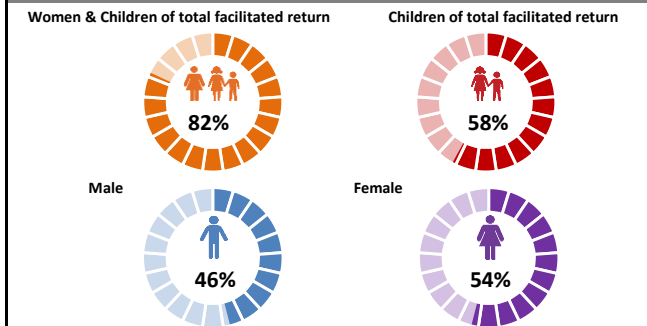 Women & Children of total facilitated return
Children of total facilitated return
82%
58%
Male
Female
46%
54%